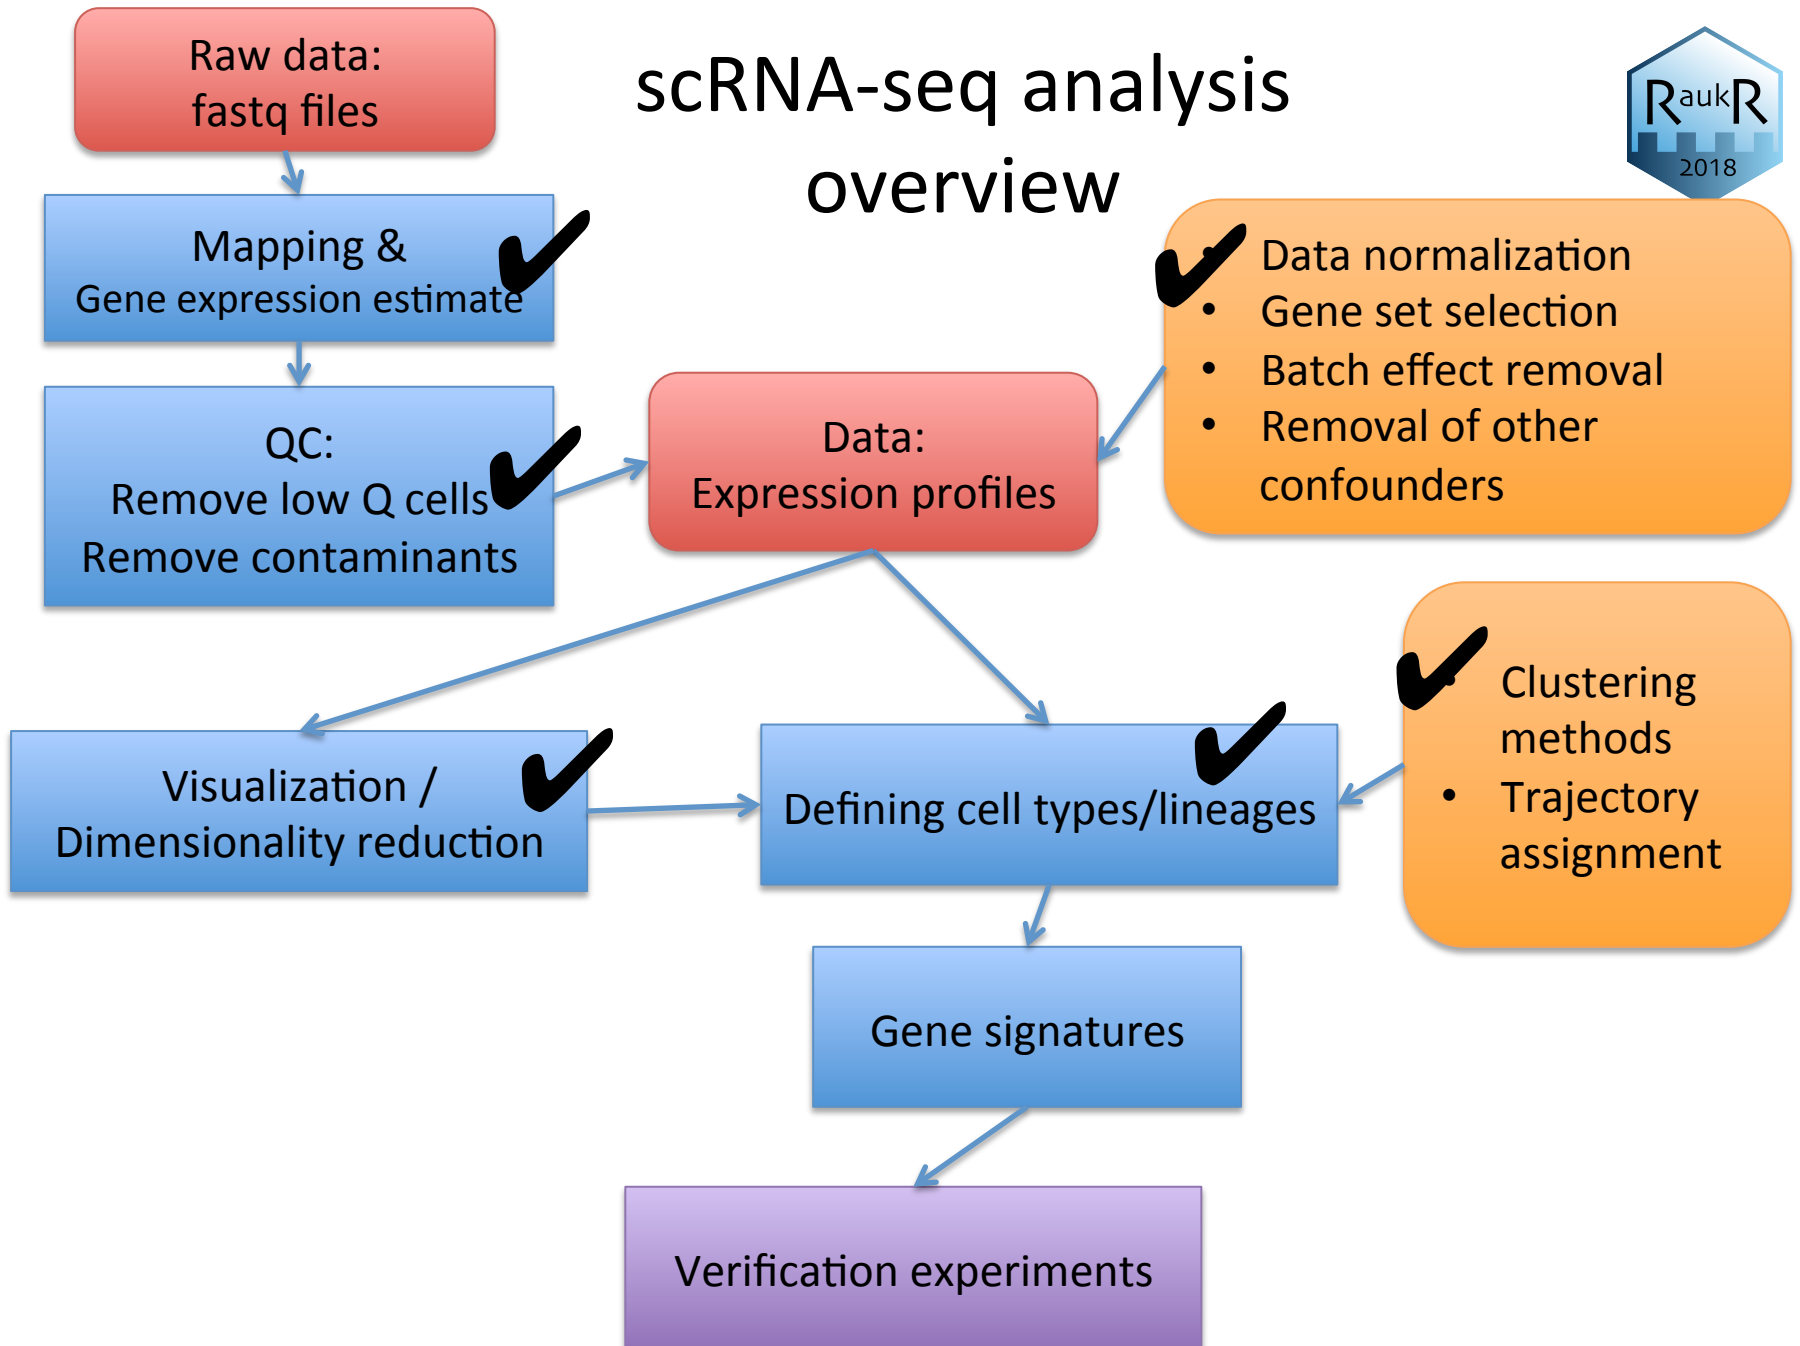 Raw data:
fastq files
scRNA-seq analysis
overview
RaukR
2018
Mapping &
Gene expression estimate
• Data normalization
• Gene set selection
• Batch effect removal
• Removal of other
confounders
QC:
Remove low Q cells
Remove contaminants
Data:
Expression profiles
• Clustering
methods
• Trajectory
assignment
Visualization /
Dimensionality reduction
Defining cell types/lineages
Gene signatures
Verification experiments